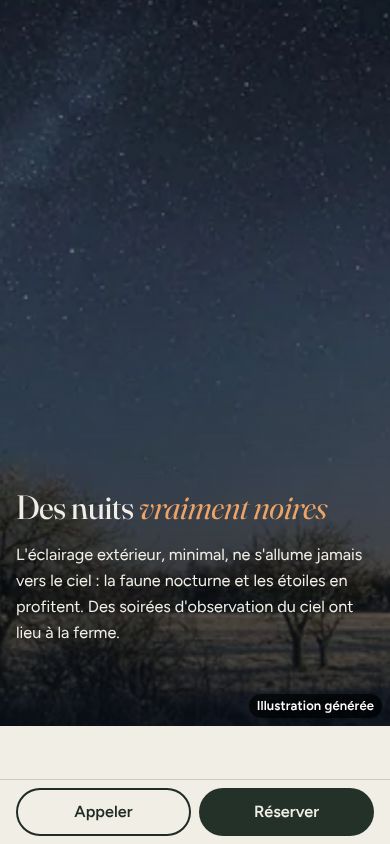 Des nuits vraiment noires
L'éclairage extérieur, minimal, ne s'allume jamais
vers le ciel : la faune nocturne et les étoiles en
profitent. Des soirées d'observation du ciel ont
lieu à la ferme.
Illustration générée
Appeler
Réserver